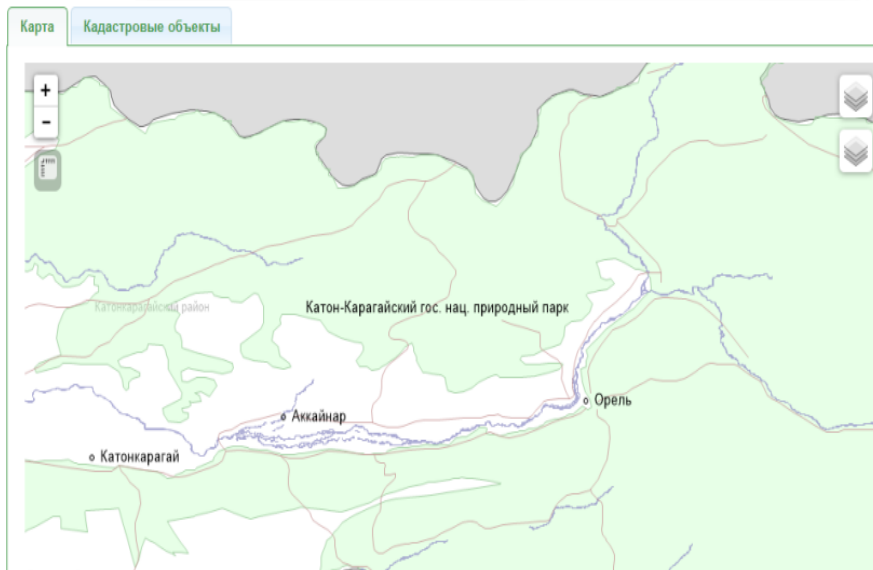 Карта
Кадастровые объекты
+
-
Катонкарагайский район
Катон-Карагайский гос. нац. природный парк
Орель
Аккайнар
Катонкарагай